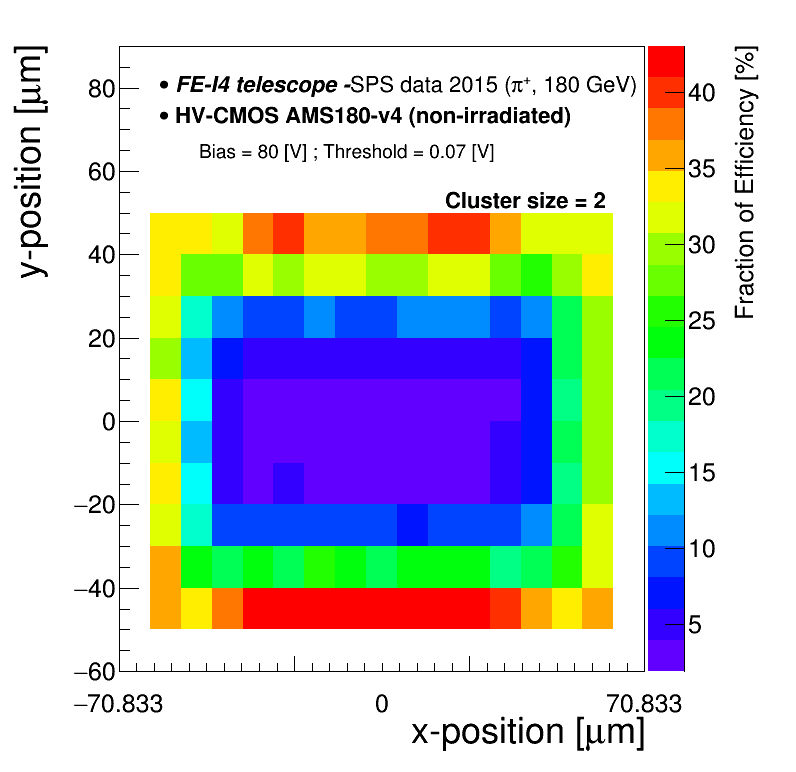 • FE-I4 telescope -SPS data 2015 (π⁺, 180 GeV)
• HV-CMOS AMS180-v4 (non-irradiated)
Bias = 80 [V] ; Threshold = 0.07 [V]
Cluster size = 2
y-position [μm]
80
60
40
20
0
−20
−40
−60
−70.833 0 70.833
x-position [μm]
Fraction of Efficiency [%]
40
35
30
25
20
15
10
5